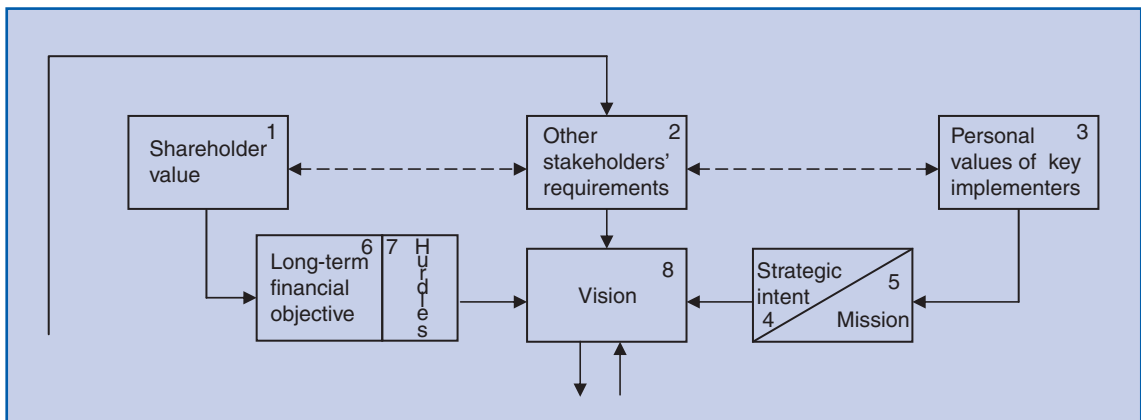 1
Shareholder
value
2
Other
stakeholders’
requirements
3
Personal
values of key
implementers
6
Long-term
financial
objective
7
Hurdles
8
Vision
Strategic
intent
4
5
Mission